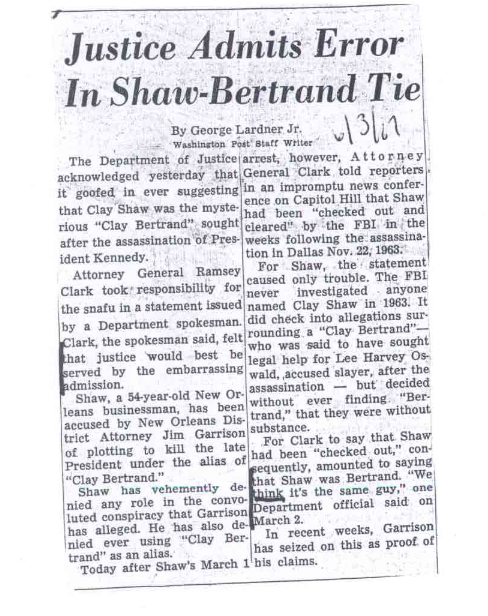 Justice Admits Error
In Shaw-Bertrand Tie
By George Lardner Jr.
Washington Post Staff Writer
6/3/67
The Department of Justice
acknowledged yesterday that
it goofed in ever suggesting
that Clay Shaw was the myste-
rious "Clay Bertrand" sought
after the assassination of Pres-
ident Kennedy.
Attorney General Ramsey
Clark took responsibility for
the snafu in a statement issued
by a Department spokesman.
Clark, the spokesman said, felt
that justice would best be
served by the embarrassing
admission.
Shaw, a 54-year-old New Or-
leans businessman, has been
accused by New Orleans Dis-
trict Attorney Jim Garrison
of plotting to kill the late
President under the alias of
"Clay Bertrand."
Shaw has vehemently de-
nied any role in the convo-
luted conspiracy that Garrison
has alleged. He has also de-
nied ever using "Clay Ber-
trand" as an alias.
Today after Shaw's March 1
arrest, however, Attorney
General Clark told reporters
in an impromptu news confer-
ence on Capitol Hill that Shaw
had been "checked out and
cleared" by the FBI in the
weeks following the assassina-
tion in Dallas Nov. 22, 1963.
For Shaw, the statement
caused only trouble. The FBI
never investigated anyone
named Clay Shaw in 1963. It
did check into allegations sur-
rounding a "Clay Bertrand"—
who was said to have sought
legal help for Lee Harvey Os-
wald, accused slayer, after the
assassination — but decided
without ever finding "Ber-
trand," that they were without
substance.
For Clark to say that Shaw
had been "checked out," con-
sequently, amounted to saying
that Shaw was Bertrand. "We
think it's the same guy," one
Department official said on
March 2.
In recent weeks, Garrison
has seized on this as proof of
his claims.